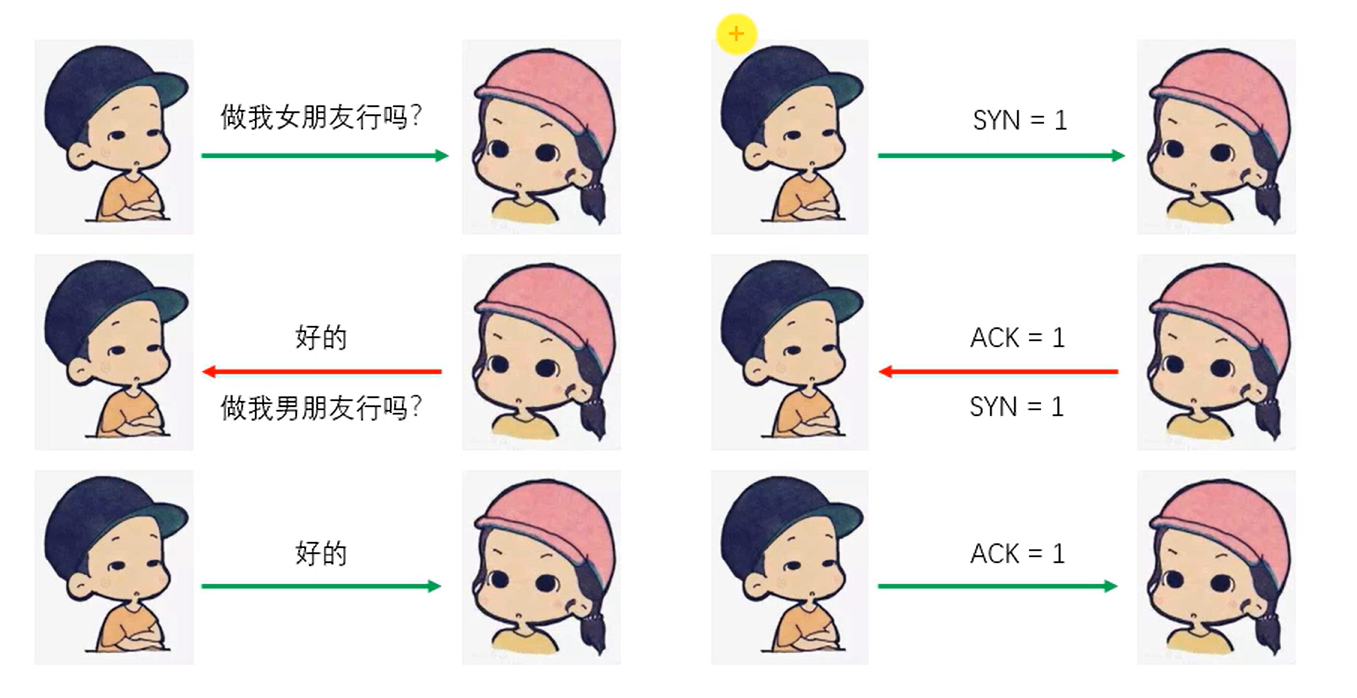 做我女朋友行吗？
SYN = 1
好的
做我男朋友行吗？
ACK = 1
SYN = 1
好的
ACK = 1